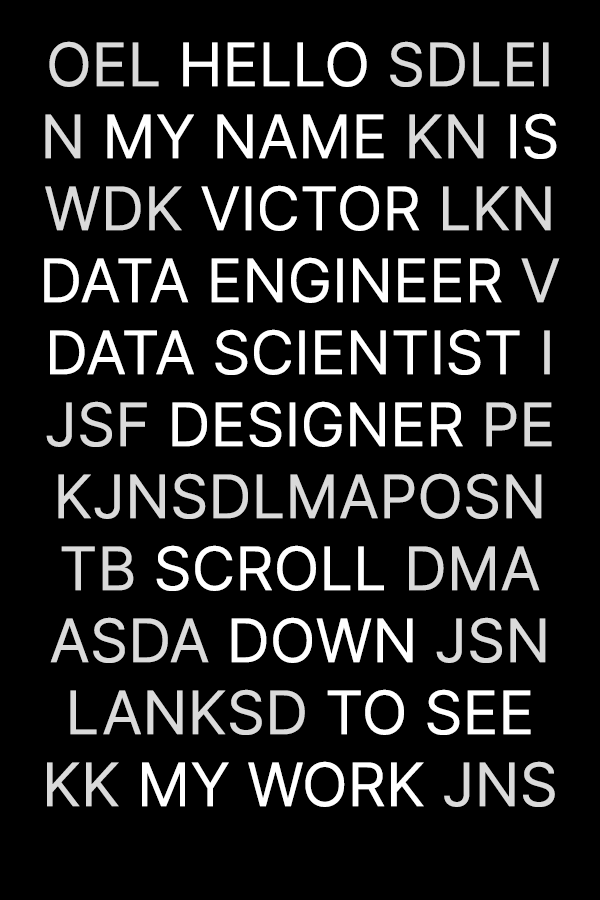 OEL HELLO SDLEI
N MY NAME KN IS
WDK VICTOR LKN
DATA ENGINEER V
DATA SCIENTIST I
JSF DESIGNER PE
KJNSDLMAPOSN
TB SCROLL DMA
ASDA DOWN JSN
LANKSD TO SEE
KK MY WORK JNS